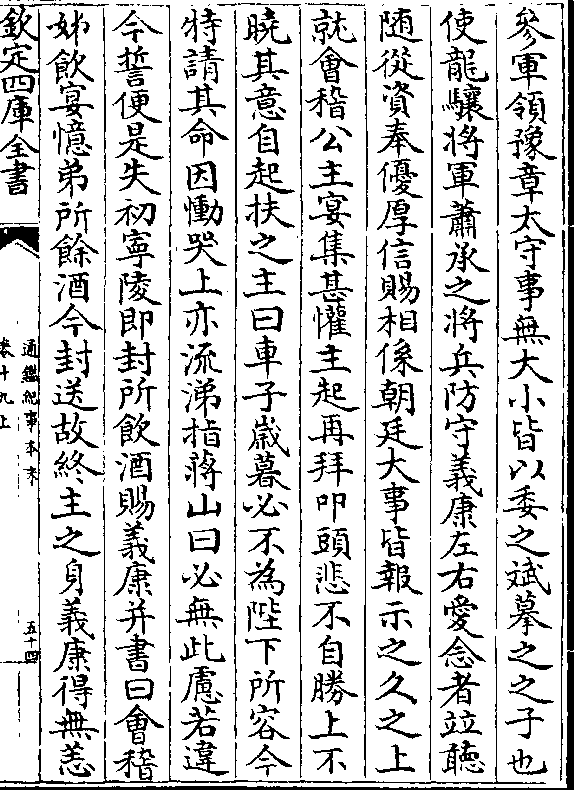 參軍領豫章太守事無大小皆以委之斌摹之之子也
使龍驤將軍蕭承之將兵防守義康左右愛念者竝聽
随從資奉優厚信賜相係朝廷大事皆報示之久之上
就會稽公主宴集甚懽主起再拜叩頭悲不自勝上不
曉其意自起扶之主曰車子歲暮必不為陛下所容今
特請其命因慟哭上亦流涕指蔣山曰必無此慮若違
今誓便是失初寧陵即封所飲酒賜義康并書曰會稽
姊飲宴憶弟所餘酒今封送故終主之身義康得無恙
欽定四庫全書
通鑑紀事本末
卷十九上
五十四